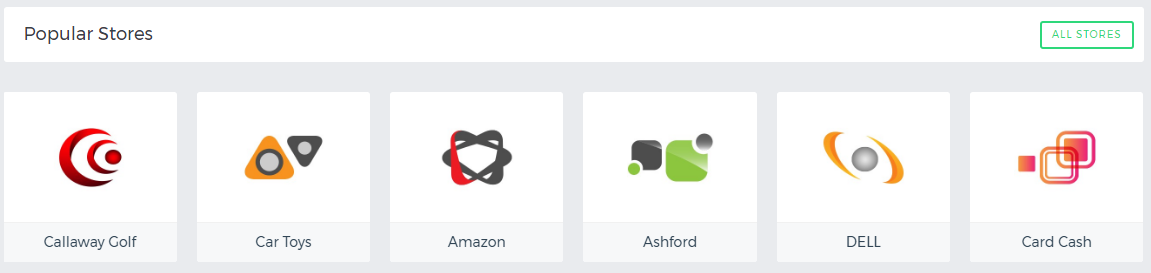 Popular Stores
ALL STORES
Callaway Golf
Car Toys
Amazon
Ashford
DELL
Card Cash